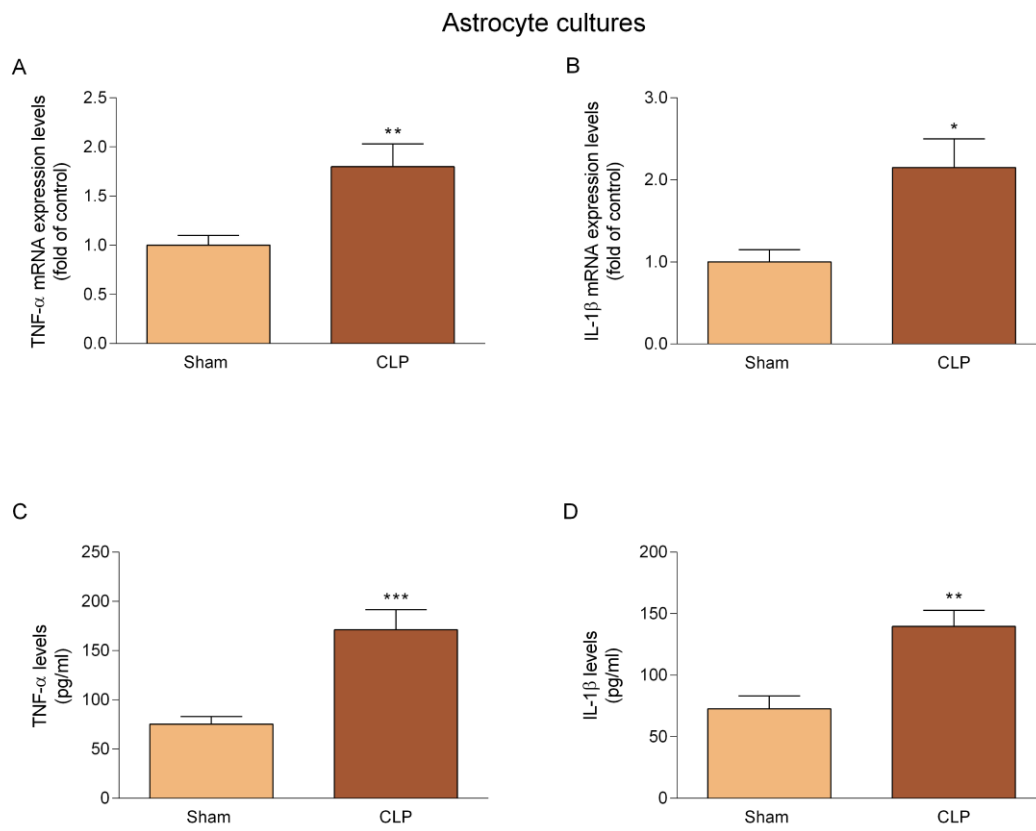 Astrocyte cultures
A
TNF-α mRNA expression levels
(fold of control)
2.5
2.0
1.5
1.0
0.5
0.0
**
Sham
CLP
B
IL-1β mRNA expression levels
(fold of control)
3.0
2.0
1.0
0.0
*
Sham
CLP
C
TNF-α levels
(pg/ml)
250
200
150
100
50
0
***
Sham
CLP
D
IL-1β levels
(pg/ml)
200
150
100
50
0
**
Sham
CLP